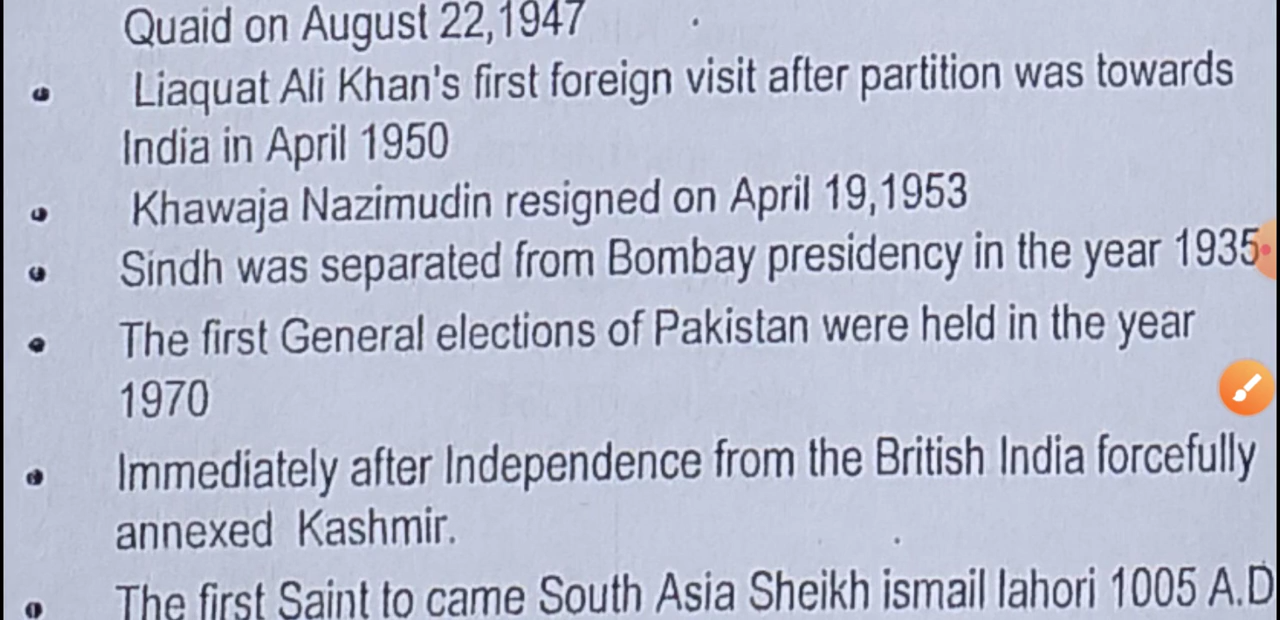 Quaid on August 22,1947
Liaquat Ali Khan's first foreign visit after partition was towards
India in April 1950
Khawaja Nazimudin resigned on April 19,1953
Sindh was separated from Bombay presidency in the year 1935
The first General elections of Pakistan were held in the year
1970
Immediately after Independence from the British India forcefully
annexed Kashmir.
The first Saint to came South Asia Sheikh ismail lahori 1005 A.D